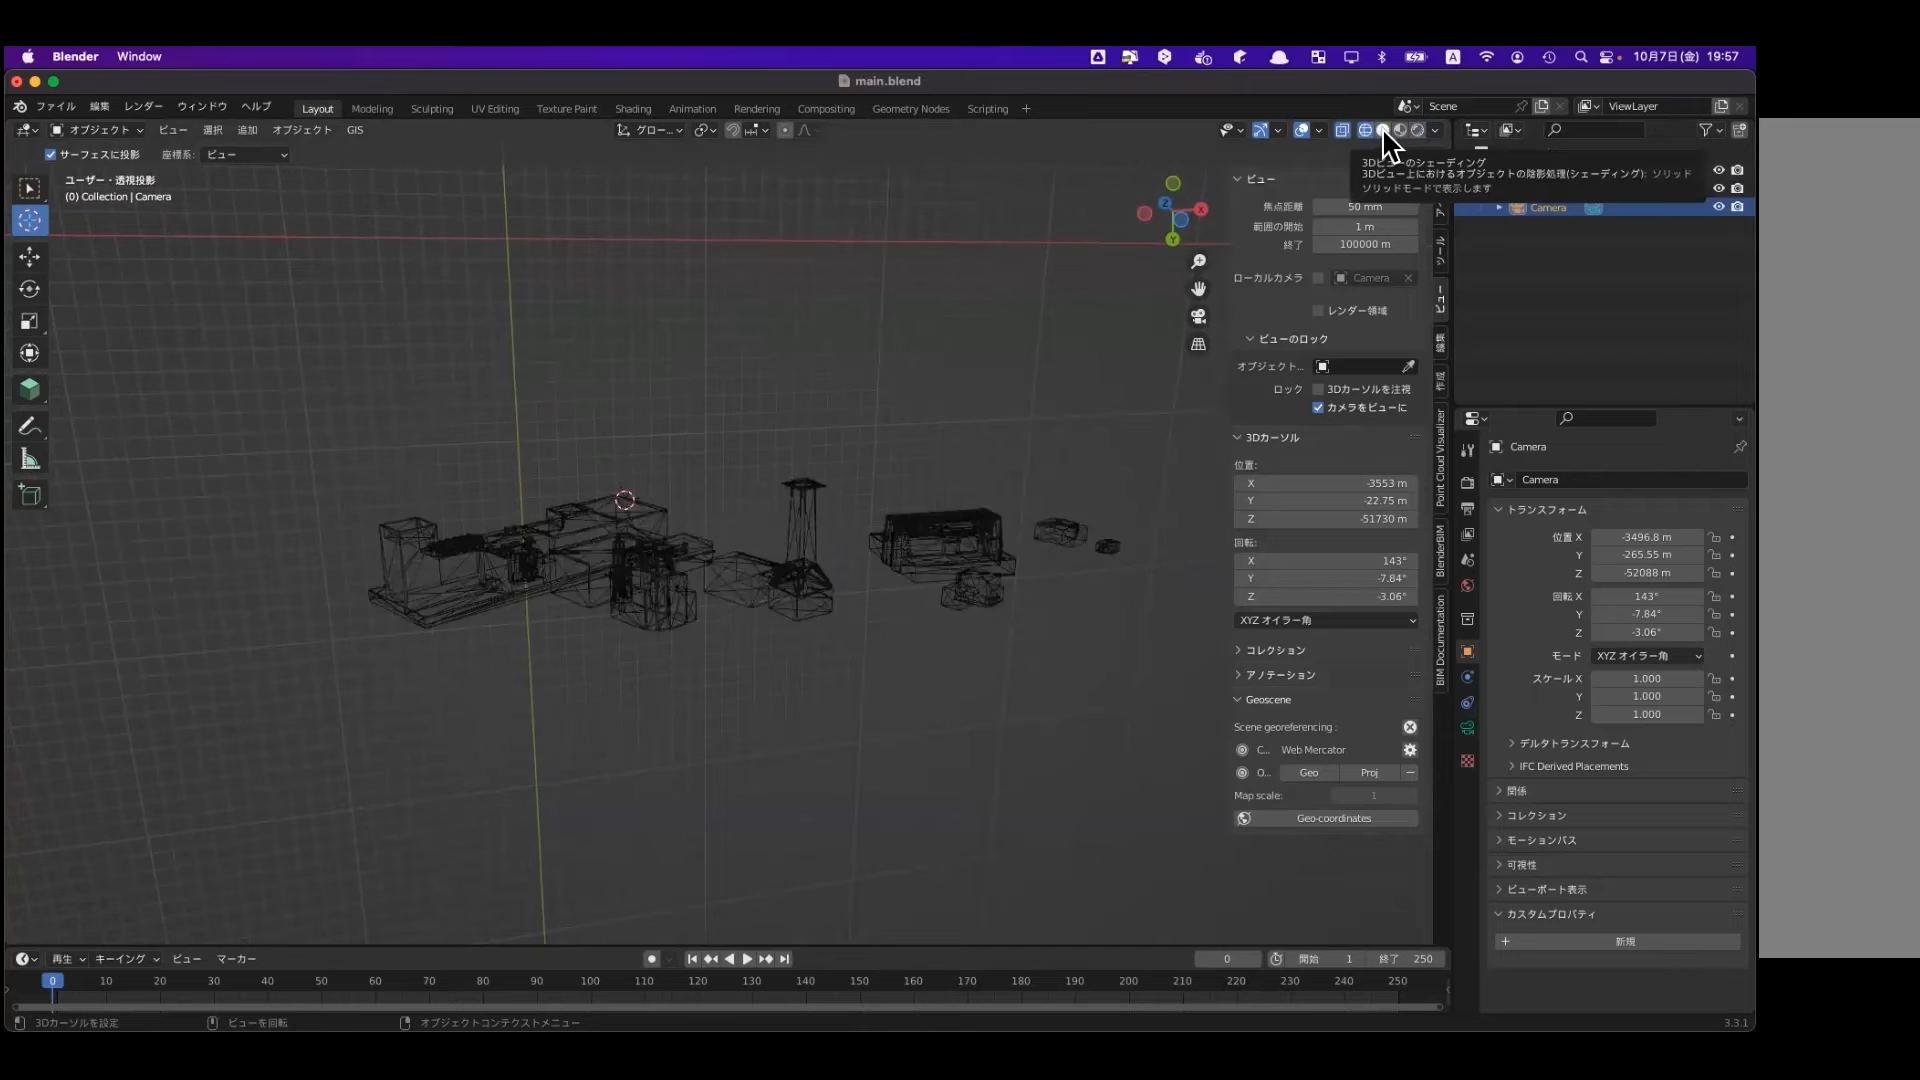 Blender Window
10月7日(金) 19:57
main.blend
ファイル 編集 レンダー ウィンドウ ヘルプ
Layout Modeling Sculpting UV Editing Texture Paint Shading Animation Rendering Compositing Geometry Nodes Scripting +
Scene
ViewLayer
オブジェクト ビュー 選択 追加 オブジェクト GIS
グロー...
サーフェスに投影 座標系: ビュー
ユーザー・透視投影
(0) Collection | Camera
3Dビューのシェーディング
3Dビュー上におけるオブジェクトの陰影処理(シェーディング): ソリッド
ソリッドモードで表示します
Z X Y
ビュー
焦点距離 50 mm
範囲の開始 1 m
終了 100000 m
ローカルカメラ Camera
レンダー領域
ビューのロック
オブジェクト...
ロック 3Dカーソルを注視
カメラをビューに
3Dカーソル
位置:
X -3553 m
Y -22.75 m
Z -51730 m
回転:
X 143°
Y -7.84°
Z -3.06°
XYZ オイラー角
コレクション
アノテーション
Geoscene
Scene georeferencing :
C... Web Mercator
O... Geo Proj
Map scale: 1
Geo-coordinates
ツール
ビュー
編集
作成
Point Cloud Visualizer
BlenderBIM
BIM Documentation
Camera
Camera
Camera
トランスフォーム
位置 X -3496.8 m
Y -265.55 m
Z -52088 m
回転 X 143°
Y -7.84°
Z -3.06°
モード XYZ オイラー角
スケール X 1.000
Y 1.000
Z 1.000
デルタトランスフォーム
IFC Derived Placements
関係
コレクション
モーションパス
可視性
ビューポート表示
カスタムプロパティ
+ 新規
再生 キーイング ビュー マーカー
0 開始 1 終了 250
0 10 20 30 40 50 60 70 80 90 100 110 120 130 140 150 160 170 180 190 200 210 220 230 240 250
3Dカーソルを設定 ビューを回転 オブジェクトコンテクストメニュー
3.3.1